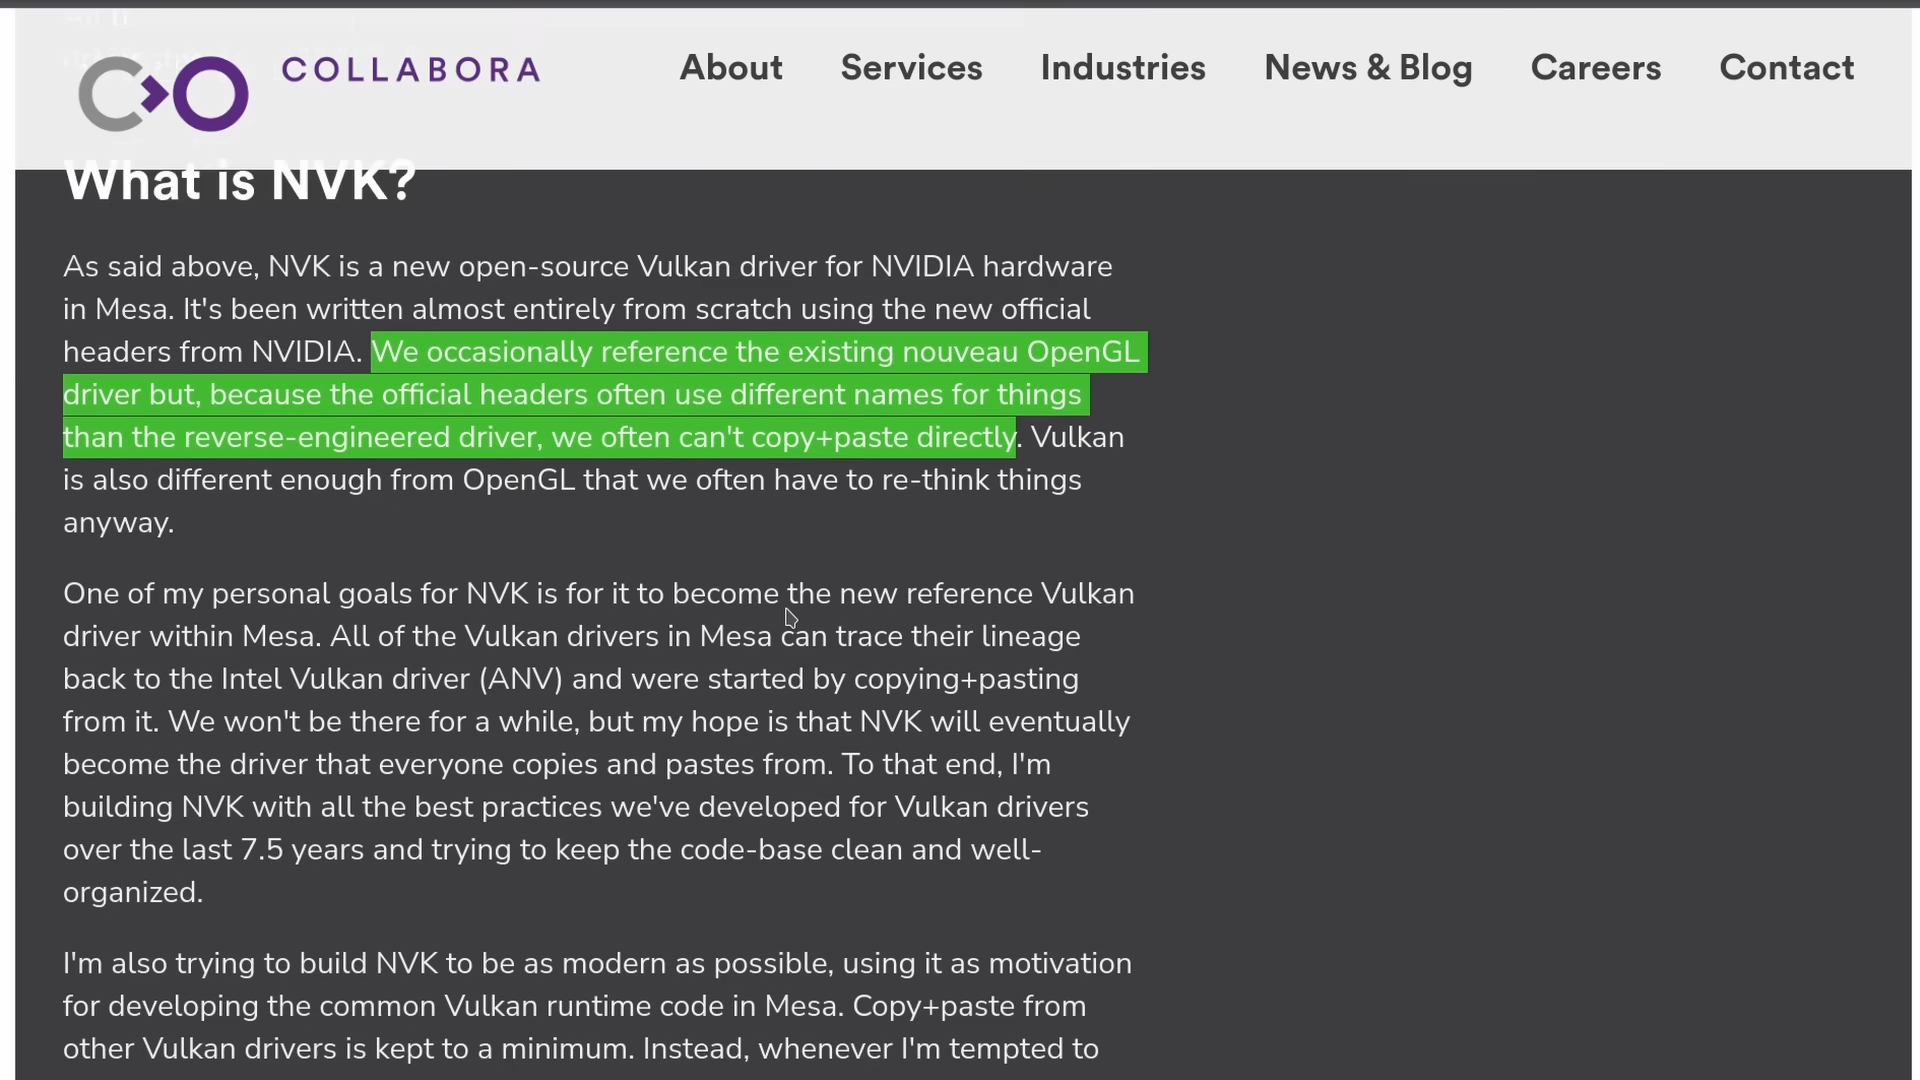 COLLABORA
About
Services
Industries
News & Blog
Careers
Contact
What is NVK?
As said above, NVK is a new open-source Vulkan driver for NVIDIA hardware
in Mesa. It's been written almost entirely from scratch using the new official
headers from NVIDIA. We occasionally reference the existing nouveau OpenGL
driver but, because the official headers often use different names for things
than the reverse-engineered driver, we often can't copy+paste directly. Vulkan
is also different enough from OpenGL that we often have to re-think things
anyway.
One of my personal goals for NVK is for it to become the new reference Vulkan
driver within Mesa. All of the Vulkan drivers in Mesa can trace their lineage
back to the Intel Vulkan driver (ANV) and were started by copying+pasting
from it. We won't be there for a while, but my hope is that NVK will eventually
become the driver that everyone copies and pastes from. To that end, I'm
building NVK with all the best practices we've developed for Vulkan drivers
over the last 7.5 years and trying to keep the code-base clean and well-
organized.
I'm also trying to build NVK to be as modern as possible, using it as motivation
for developing the common Vulkan runtime code in Mesa. Copy+paste from
other Vulkan drivers is kept to a minimum. Instead, whenever I'm tempted to